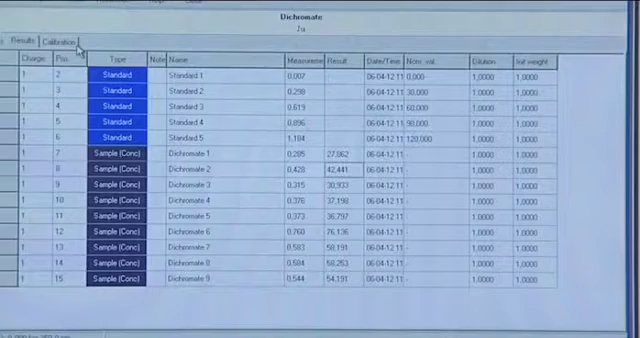 Dichromate
Results Calibration
Charge Pos. Type Note Name Measureme Result Date/Time Nom. val. Dilution Init weight
1 2 Standard Standard 1 0,007 06-04-12 11 0,000 1,0000 1,0000
1 3 Standard Standard 2 0,298 06-04-12 11 30,000 1,0000 1,0000
1 4 Standard Standard 3 0,619 06-04-12 11 60,000 1,0000 1,0000
1 5 Standard Standard 4 0,896 06-04-12 11 90,000 1,0000 1,0000
1 6 Standard Standard 5 1,184 06-04-12 11 120,000 1,0000 1,0000
1 7 Sample (Conc) Dichromate 1 0,285 27,862 06-04-12 11 - 1,0000 1,0000
1 8 Sample (Conc) Dichromate 2 0,428 42,441 06-04-12 11 - 1,0000 1,0000
1 9 Sample (Conc) Dichromate 3 0,315 30,933 06-04-12 11 - 1,0000 1,0000
1 10 Sample (Conc) Dichromate 4 0,376 37,198 06-04-12 11 - 1,0000 1,0000
1 11 Sample (Conc) Dichromate 5 0,373 36,797 06-04-12 11 - 1,0000 1,0000
1 12 Sample (Conc) Dichromate 6 0,760 76,136 06-04-12 11 - 1,0000 1,0000
1 13 Sample (Conc) Dichromate 7 0,583 58,191 06-04-12 11 - 1,0000 1,0000
1 14 Sample (Conc) Dichromate 8 0,584 58,253 06-04-12 11 - 1,0000 1,0000
1 15 Sample (Conc) Dichromate 9 0,544 54,191 06-04-12 11 - 1,0000 1,0000